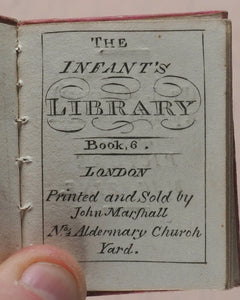 THE
INFANT'S
LIBRARY
Book, 6.
LONDON
Printed and Sold by
John Marshall
No 4 Aldermary Church
Yard.